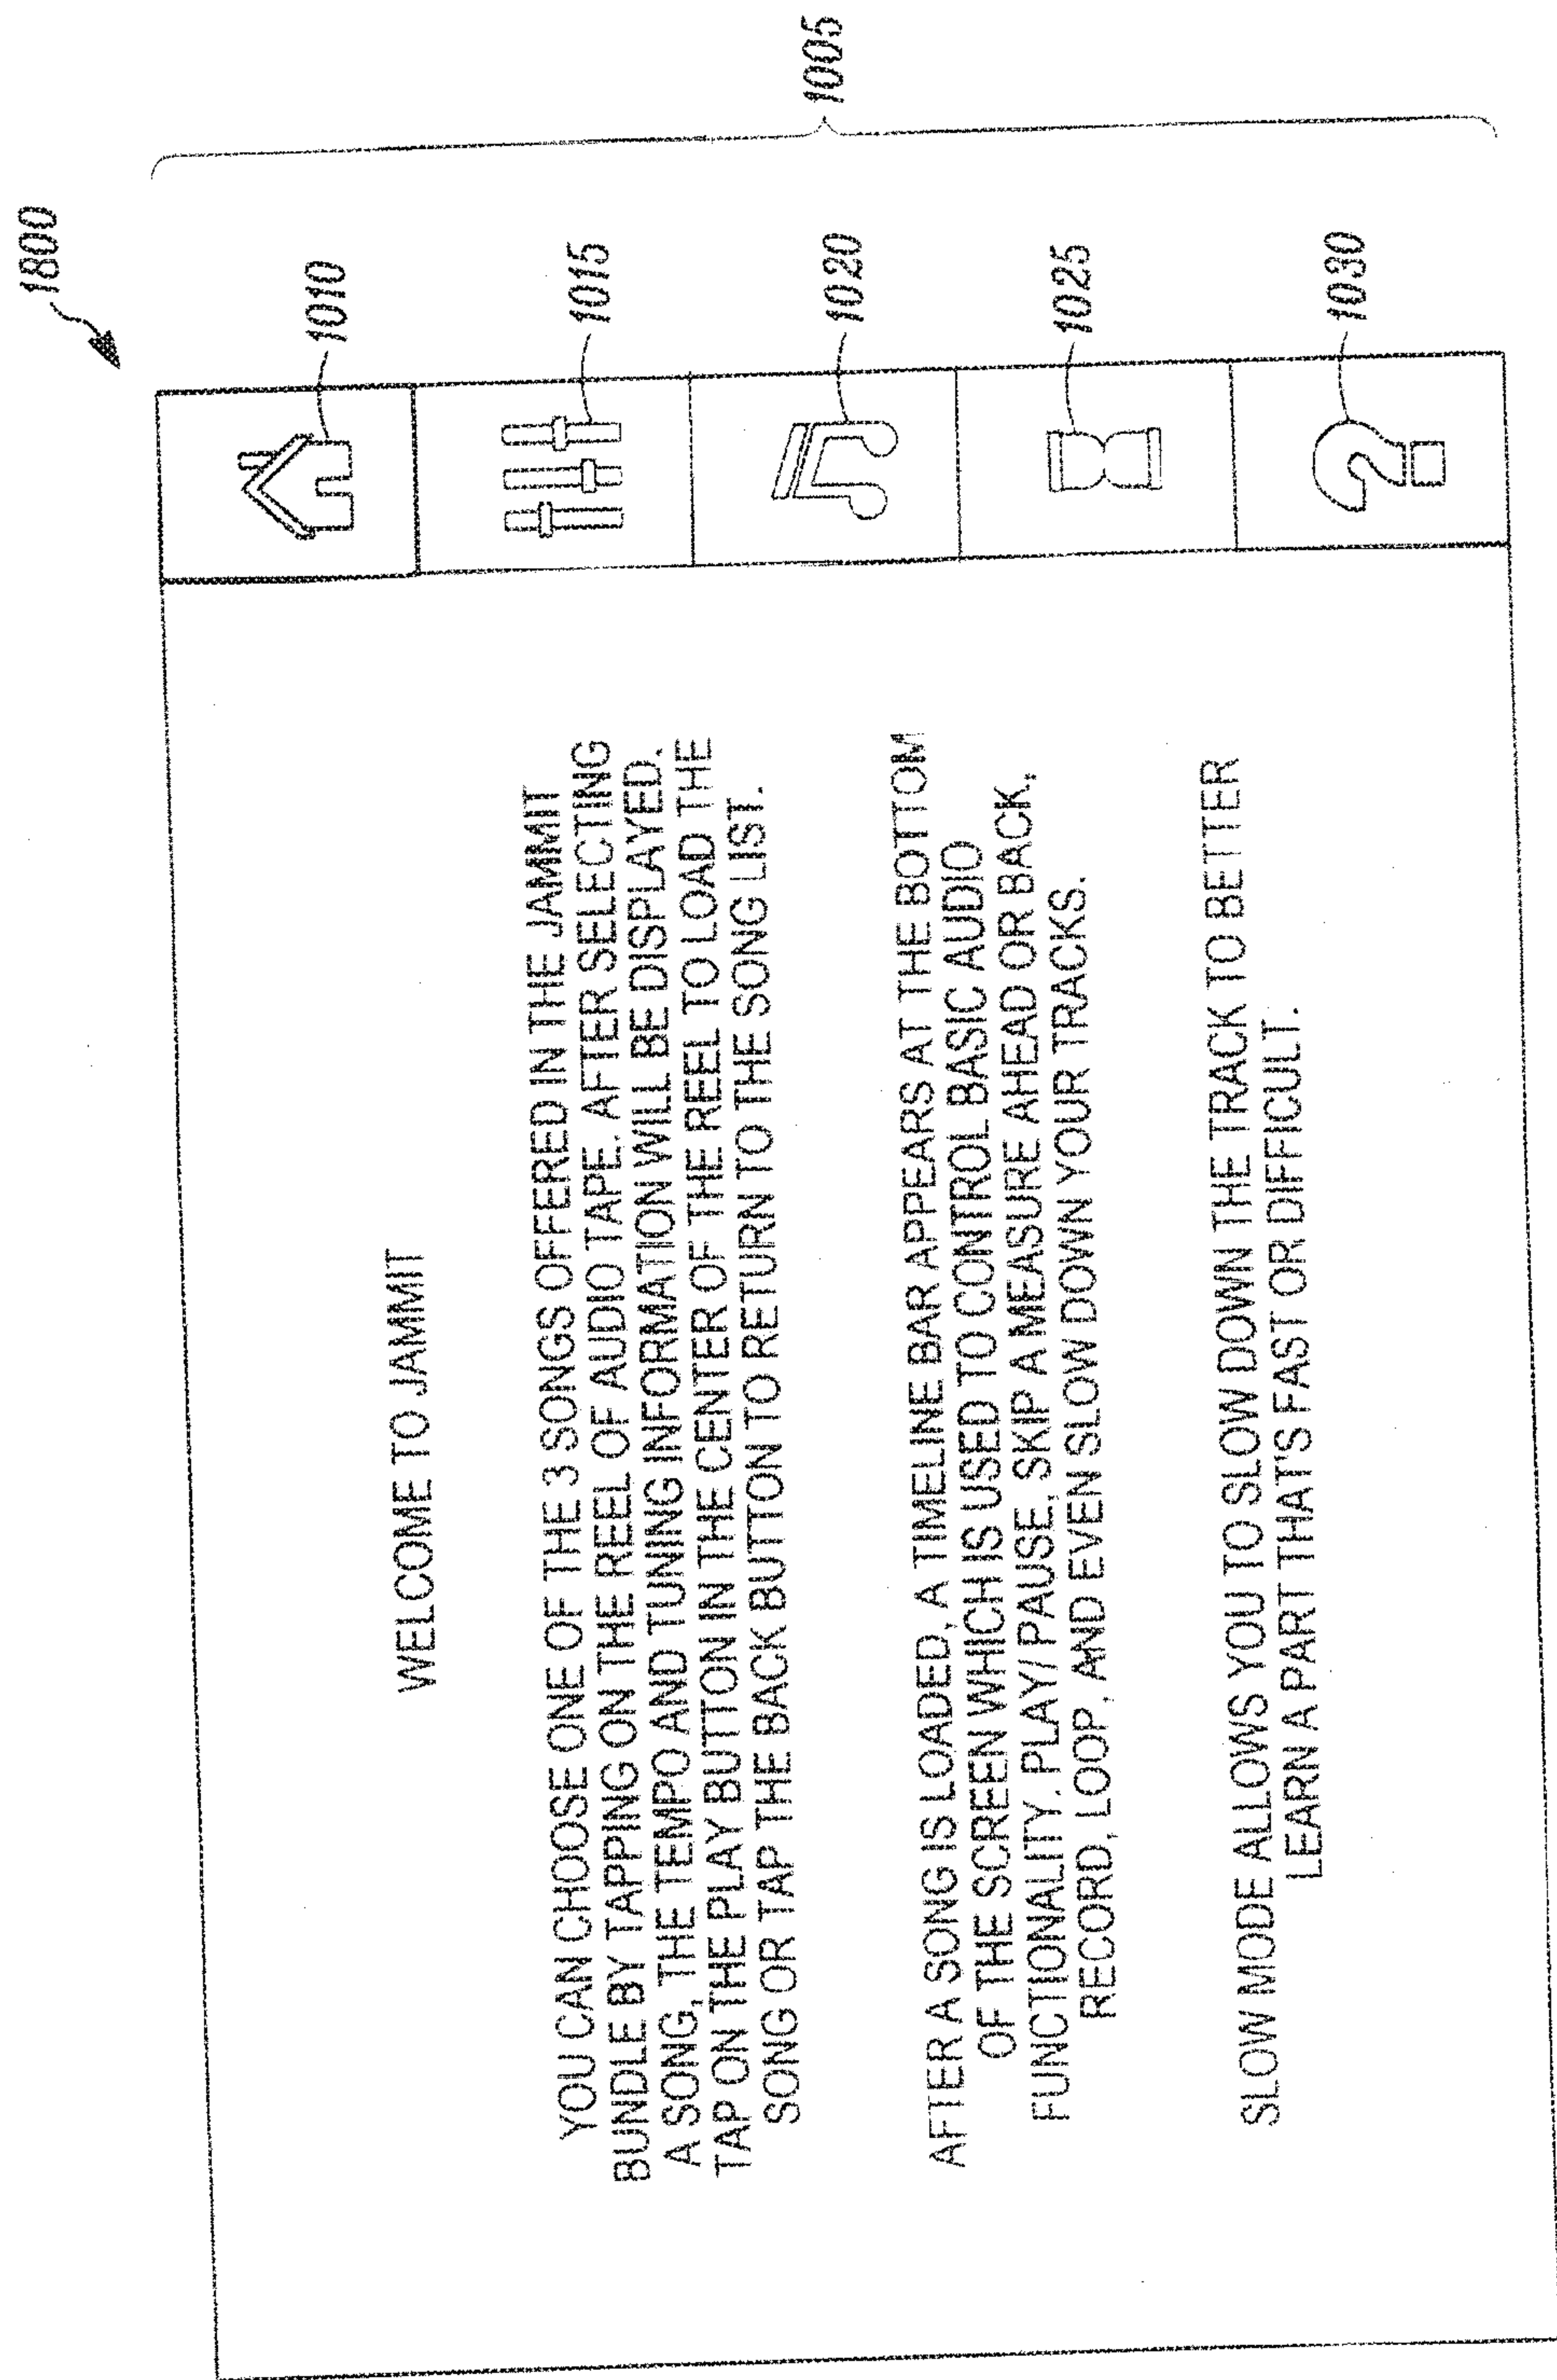 1800
1005
1010
1015
1020
1025
1030
WELCOME TO JAMMIT
YOU CAN CHOOSE ONE OF THE 3 SONGS OFFERED IN THE JAMMIT
BUNDLE BY TAPPING ON THE REEL OF AUDIO TAPE. AFTER SELECTING
A SONG, THE TEMPO AND TUNING INFORMATION WILL BE DISPLAYED.
TAP ON THE PLAY BUTTON IN THE CENTER OF THE REEL TO LOAD THE
SONG OR TAP THE BACK BUTTON TO RETURN TO THE SONG LIST.
AFTER A SONG IS LOADED, A TIMELINE BAR APPEARS AT THE BOTTOM
OF THE SCREEN WHICH IS USED TO CONTROL BASIC AUDIO
FUNCTIONALITY. PLAY/ PAUSE, SKIP A MEASURE AHEAD OR BACK,
RECORD, LOOP, AND EVEN SLOW DOWN YOUR TRACKS.
SLOW MODE ALLOWS YOU TO SLOW DOWN THE TRACK TO BETTER
LEARN A PART THAT'S FAST OR DIFFICULT.